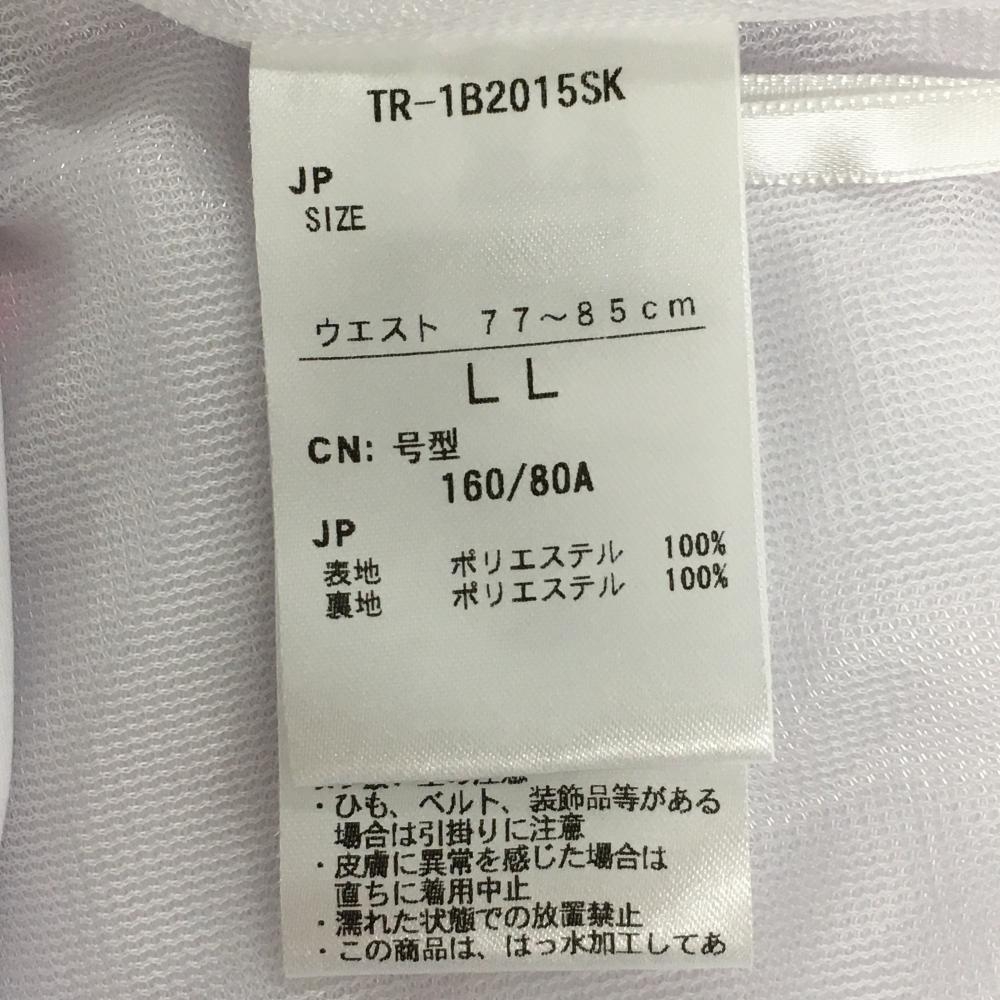 TR-1B2015SK
JP
SIZE
ウエスト 77～85cm
LL
CN: 号型
160/80A
JP
表地 ポリエステル 100%
裏地 ポリエステル 100%
・ひも、ベルト、装飾品等がある
場合は引掛りに注意
・皮膚に異常を感じた場合は
直ちに着用中止
・濡れた状態での放置禁止
・この商品は、はっ水加工してあ